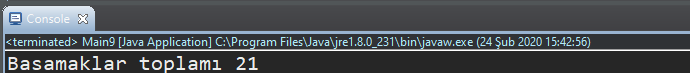 Console
<terminated> Main9 [Java Application] C:\Program Files\Java\jre1.8.0_231\bin\javaw.exe (24 Şub 2020 15:42:56)
Basamaklar toplamı 21